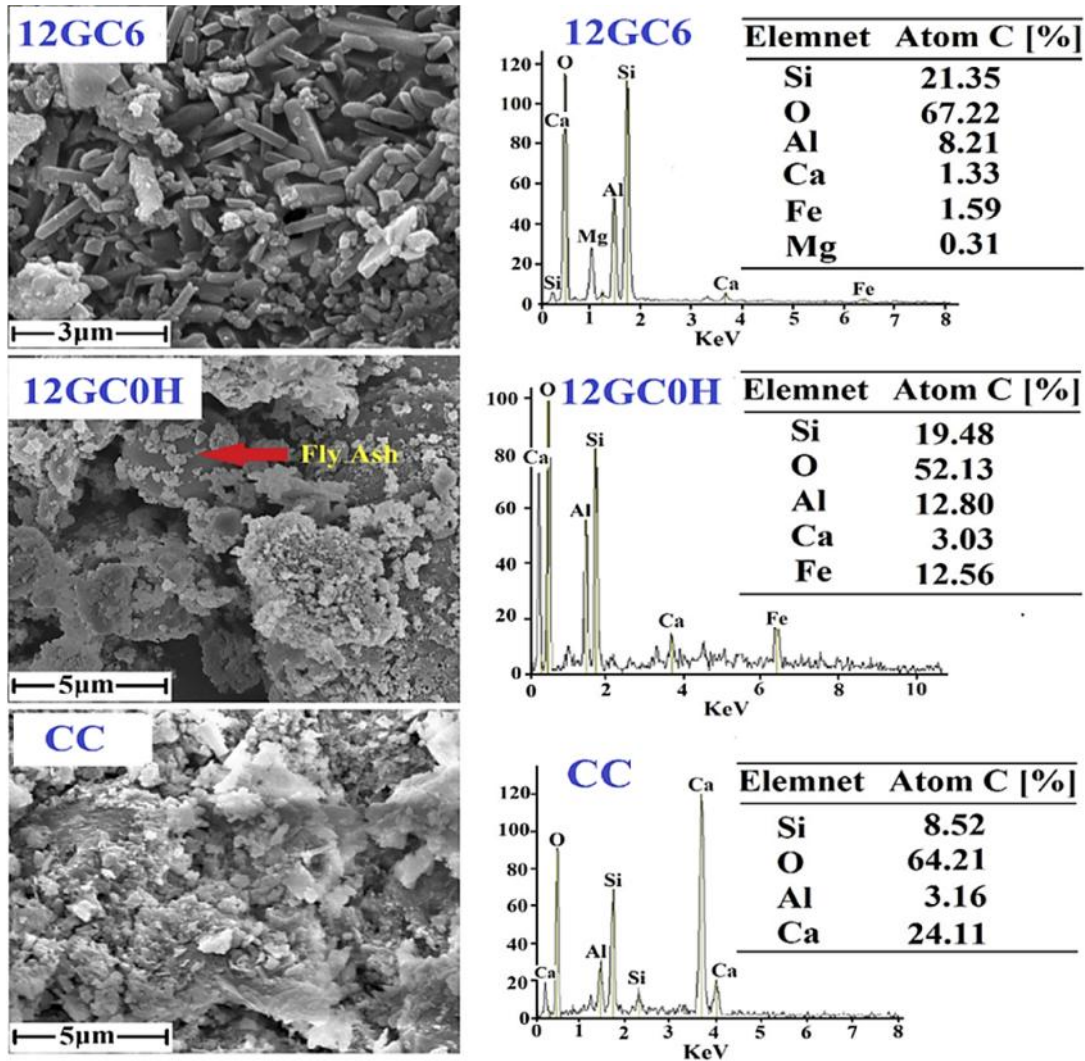 12GC6
3µm
12GC6
120
100
80
60
40
20
0
O
Si
Ca
Al
Mg
Si
Ca
Fe
0 1 2 3 4 5 6 7 8
KeV
Elemnet Atom C [%]
Si 21.35
O 67.22
Al 8.21
Ca 1.33
Fe 1.59
Mg 0.31
12GC0H
Fly Ash
5µm
12GC0H
100
80
60
40
20
0
O
Si
Ca
Al
Ca
Fe
0 2 4 6 8 10
KeV
Elemnet Atom C [%]
Si 19.48
O 52.13
Al 12.80
Ca 3.03
Fe 12.56
CC
5µm
CC
120
100
80
60
40
20
0
Ca
O
Si
Al
Ca
Si
Ca
0 1 2 3 4 5 6 7 8
KeV
Elemnet Atom C [%]
Si 8.52
O 64.21
Al 3.16
Ca 24.11